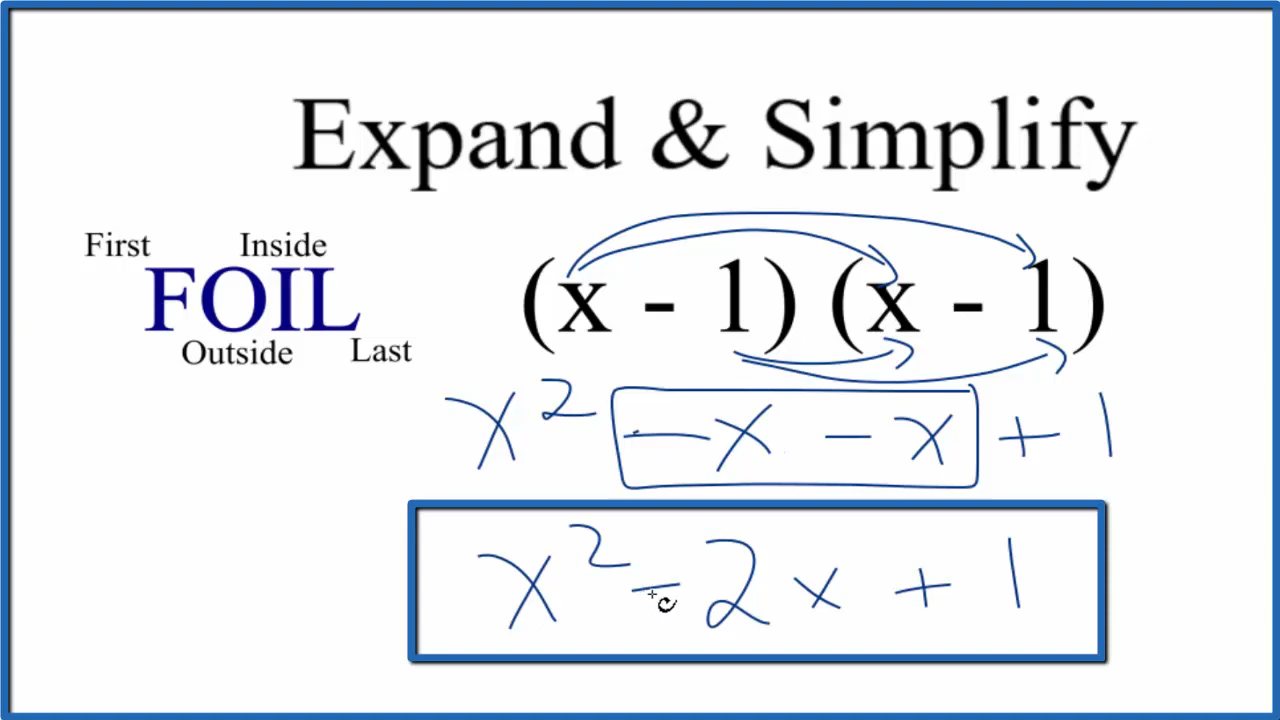 Expand & Simplify
First Inside
FOIL
Outside Last
(x - 1) (x - 1)
x² - x - x + 1
x² - 2x + 1